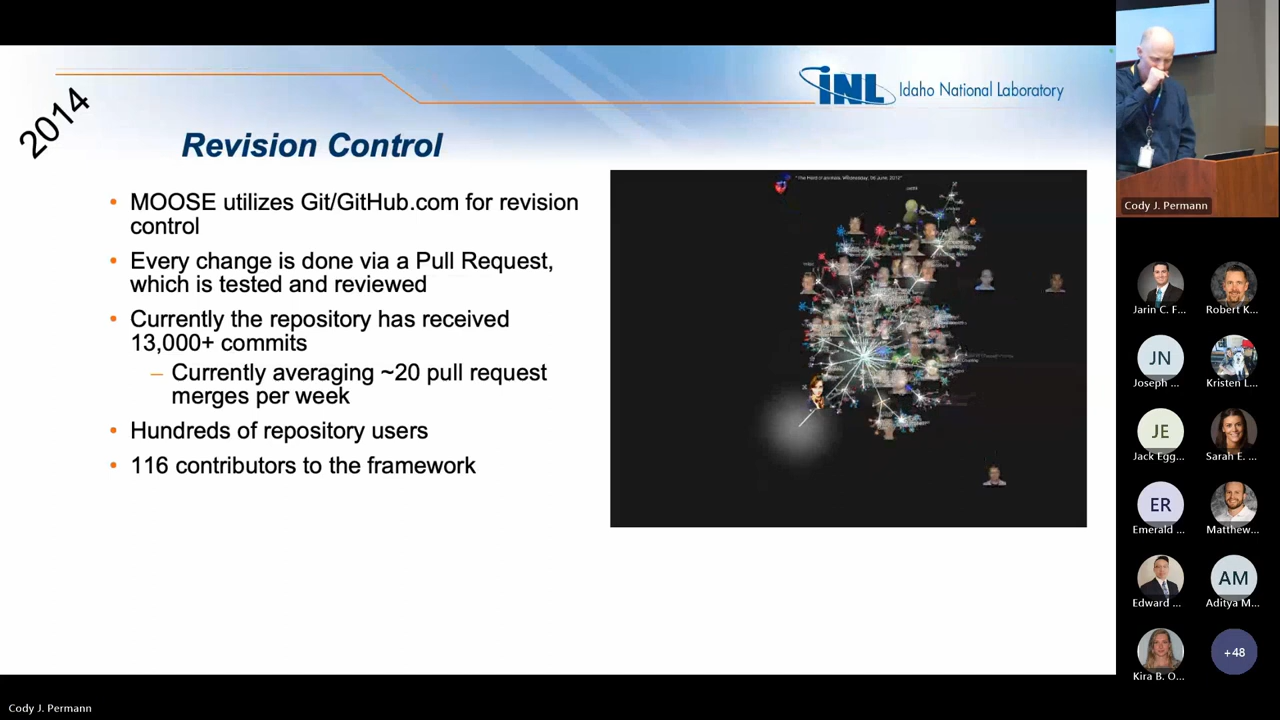 2014
INL Idaho National Laboratory
Revision Control
• MOOSE utilizes Git/GitHub.com for revision
control
• Every change is done via a Pull Request,
which is tested and reviewed
• Currently the repository has received
13,000+ commits
– Currently averaging ~20 pull request
merges per week
• Hundreds of repository users
• 116 contributors to the framework
Cody J. Permann
Jarin C. F...
Robert K...
JN
Joseph ...
Kristen L...
JE
Jack Egg...
Sarah E. ...
ER
Emerald ...
Matthew...
Edward ...
AM
Aditya M...
Kira B. O...
+48
Cody J. Permann